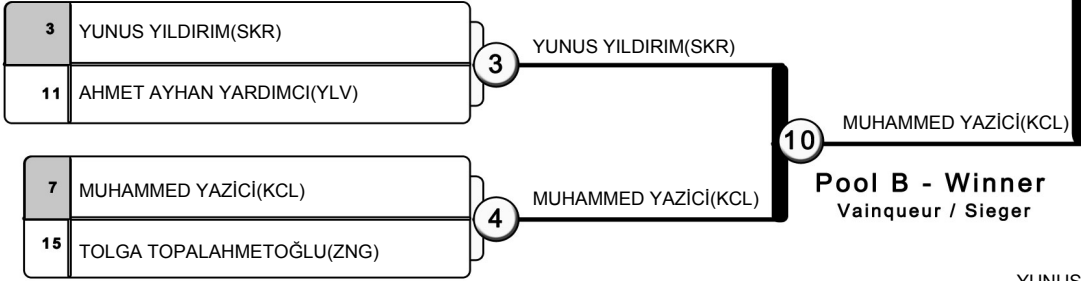 3 YUNUS YILDIRIM(SKR)
11 AHMET AYHAN YARDIMCI(YLV)
3
YUNUS YILDIRIM(SKR)
7 MUHAMMED YAZİCİ(KCL)
15 TOLGA TOPALAHMETOĞLU(ZNG)
4
MUHAMMED YAZİCİ(KCL)
10
MUHAMMED YAZİCİ(KCL)
Pool B - Winner
Vainqueur / Sieger
YUNUS